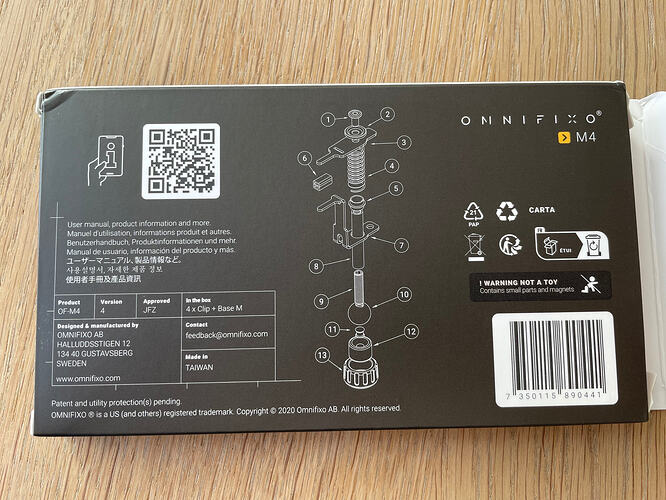 OMNIFIXO®
M4
1
2
3
4
5
6
7
8
9
10
11
12
13
User manual, product information and more.
Manuel d'utilisation, informations produit et autres.
Benutzerhandbuch, Produktinformationen und mehr.
Manual de usuario, información del producto y más.
ユーザーマニュアル、製品情報など。
사용설명서, 자세한 제품 정보
使用者手冊及產品資訊
21
PAP
CARTA
FR
ÉTUI
! WARNING NOT A TOY
Contains small parts and magnets
Product
OF-M4
Version
4
Approved
JFZ
In the box
4 x Clip + Base M
Designed & manufactured by
OMNIFIXO AB
HALLUDDSSTIGEN 12
134 40 GUSTAVSBERG
SWEDEN
www.omnifixo.com
Contact
feedback@omnifixo.com
Made in
TAIWAN
7 350115 890441
Patent and utility protection(s) pending.
OMNIFIXO ® is a US (and others) registered trademark. Copyright © 2020 Omnifixo AB. All rights reserved.